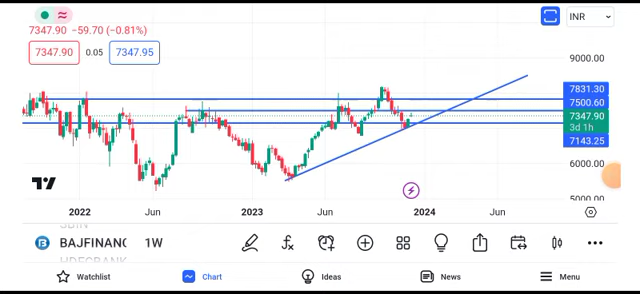 INR
7347.90 −59.70 (−0.81%)
7347.90 0.05 7347.95
9000.00
7831.30
7500.60
7347.90
3d 1h
7143.25
6000.00
5000.00
2022 Jun 2023 Jun 2024 Jun
SBIN
BAJFINANC 1W
HDFCBANK
Watchlist Chart Ideas News Menu